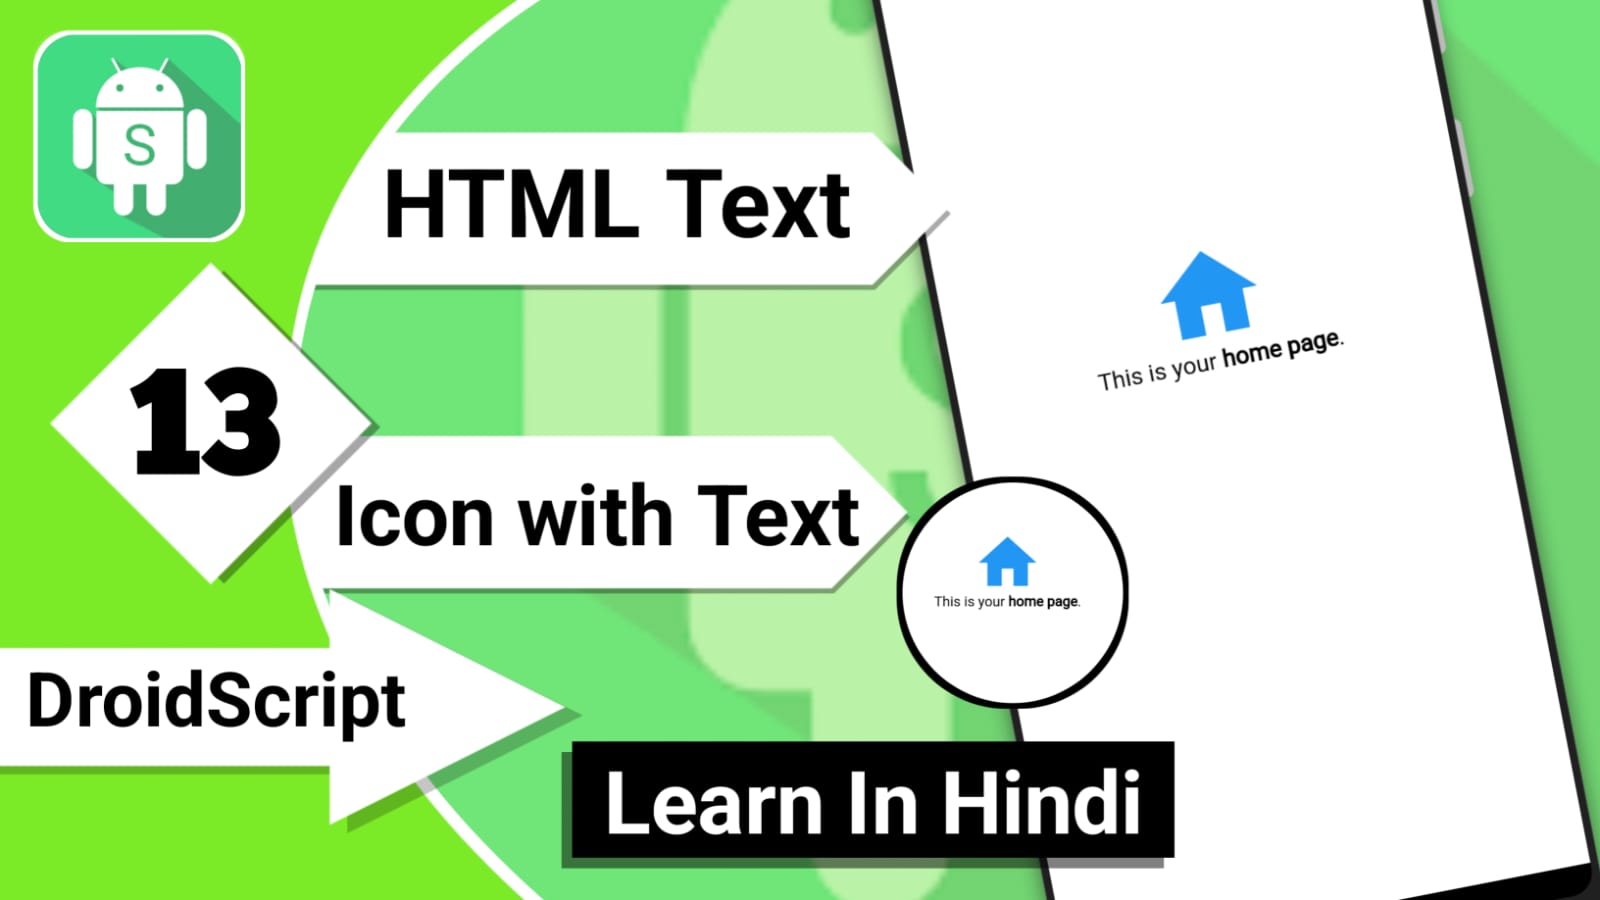 S
HTML Text
13
Icon with Text
DroidScript
Learn In Hindi
This is your home page.
This is your home page.